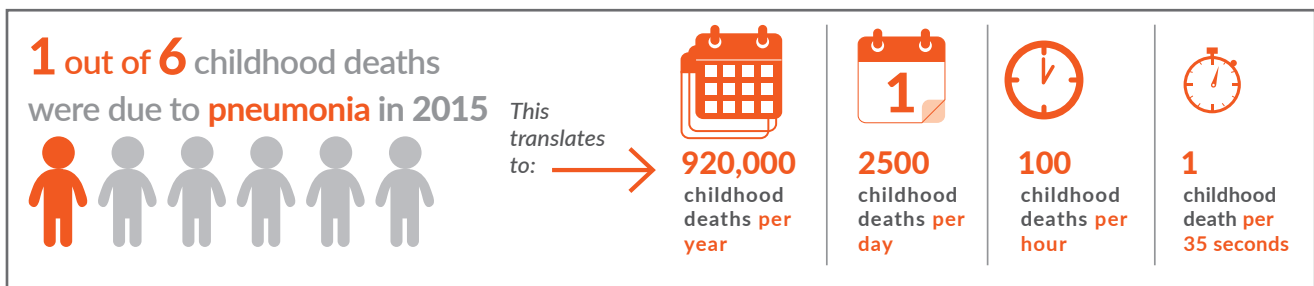 1 out of 6 childhood deaths
were due to pneumonia in 2015
This
translates
to:
1
920,000
childhood
deaths per
year
2500
childhood
deaths per
day
100
childhood
deaths per
hour
1
childhood
death per
35 seconds